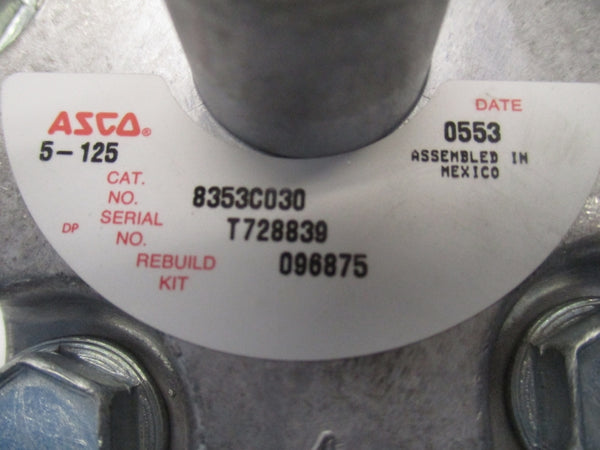 ASCO®
5-125
DATE
0553
ASSEMBLED IN
MEXICO
CAT.
NO. 8353C030
DP SERIAL
NO. T728839
REBUILD
KIT 096875